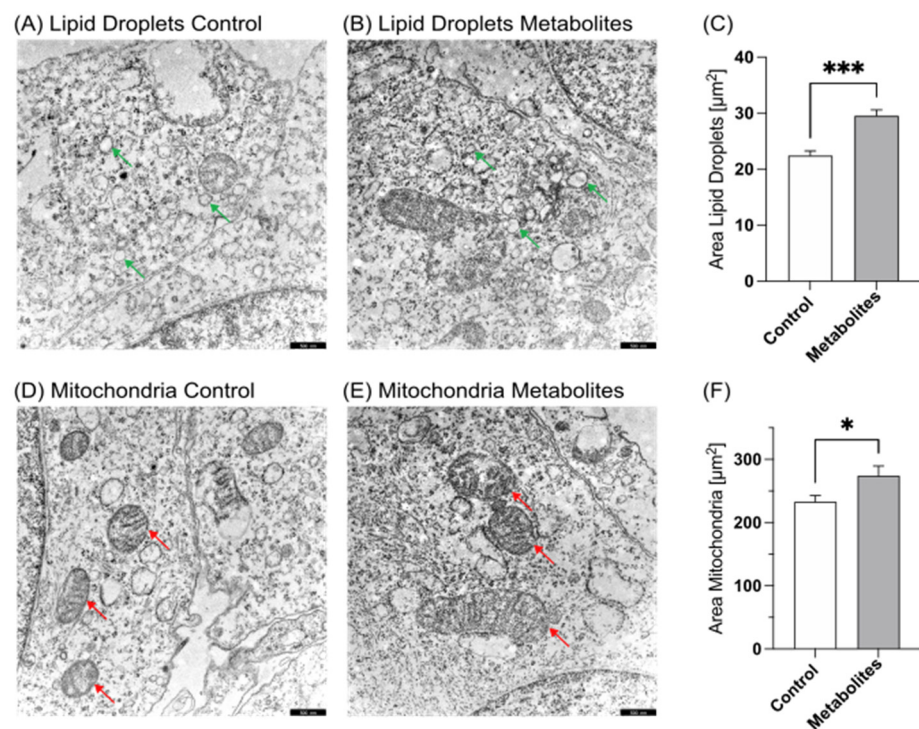 (A) Lipid Droplets Control
(B) Lipid Droplets Metabolites
(C)
Area Lipid Droplets [µm²]
40
30
20
10
0
***
Control
Metabolites
(D) Mitochondria Control
(E) Mitochondria Metabolites
(F)
Area Mitochondria [µm²]
300
200
100
0
*
Control
Metabolites